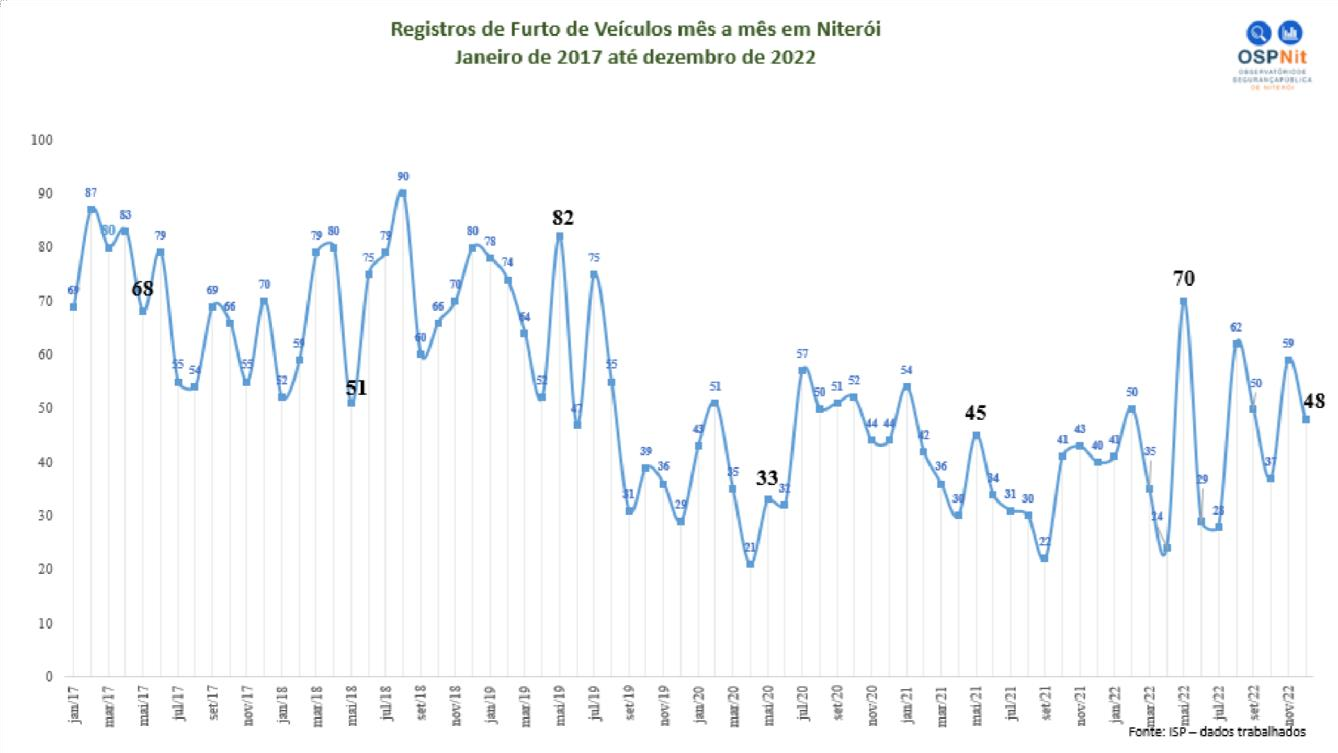 Registros de Furto de Veículos mês a mês em Niterói
Janeiro de 2017 até dezembro de 2022
OSPNit
OBSERVATÓRIO DE
SEGURANÇA PÚBLICA
DE NITERÓI
100
90
80
70
60
50
40
30
20
10
0
69
87
80
83
68
79
55
54
69
66
55
70
52
59
79
80
51
75
79
90
60
66
70
80
78
74
64
52
82
47
75
55
31
39
36
29
43
51
35
21
33
32
57
50
51
52
44
44
54
42
36
30
45
34
31
30
22
41
43
40
41
50
35
24
70
29
28
62
50
37
59
48
jan/17
mar/17
mai/17
jul/17
set/17
nov/17
jan/18
mar/18
mai/18
jul/18
set/18
nov/18
jan/19
mar/19
mai/19
jul/19
set/19
nov/19
jan/20
mar/20
mai/20
jul/20
set/20
nov/20
jan/21
mar/21
mai/21
jul/21
set/21
nov/21
jan/22
mar/22
mai/22
jul/22
set/22
nov/22
Fonte: ISP – dados trabalhados